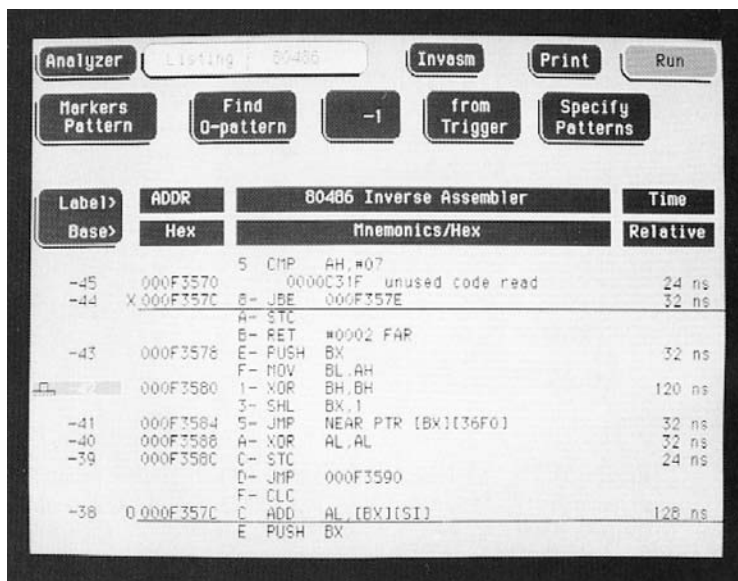 Analyzer Listing 80486 Invasm Print Run
Markers Pattern Find O-pattern -1 from Trigger Specify Patterns
Label> ADDR 80486 Inverse Assembler Time
Base> Hex Mnemonics/Hex Relative
5 CMP AH,#07
-45 000F3570 0000C31F unused code read 24 ns
-44 X 000F357C 8- JBE 000F357E 32 ns
A- STC
B- RET #0002 FAR
-43 000F3578 E- PUSH BX 32 ns
F- MOV BL,AH
000F3580 1- XOR BH,BH 120 ns
3- SHL BX,1
-41 000F3584 5- JMP NEAR PTR [BX][36F0] 32 ns
-40 000F3588 A- XOR AL,AL 32 ns
-39 000F358C C- STC 24 ns
D- JMP 000F3590
F- CLC
-38 O 000F357C C ADD AL,[BX][SI] 128 ns
E PUSH BX